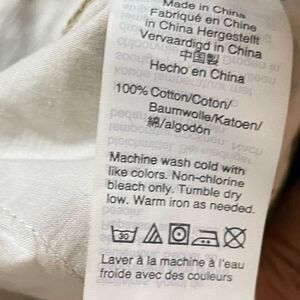 Made in China
Fabriqué en Chine
in China Hergestellt
Vervaardigd in China
中国製
Hecho en China
100% Cotton/Coton/
Baumwolle/Katoen/
綿/algodón
Machine wash cold with
like colors. Non-chlorine
bleach only. Tumble dry
low. Warm iron as needed.
30
Laver à la machine à l'eau
froide avec des couleurs